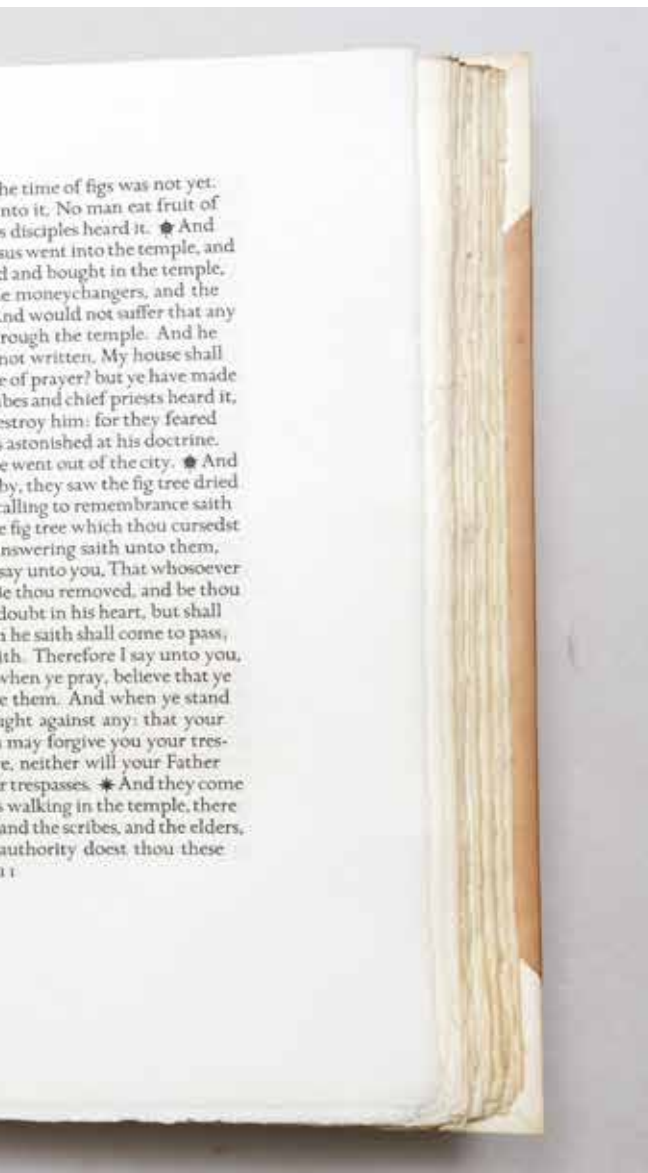 he time of figs was not yet.
nto it, No man eat fruit of
s disciples heard it. And
sus went into the temple, and
d and bought in the temple,
e moneychangers, and the
And would not suffer that any
rough the temple. And he
not written, My house shall
e of prayer? but ye have made
ibes and chief priests heard it,
estroy him: for they feared
s astonished at his doctrine.
e went out of the city. And
by, they saw the fig tree dried
calling to remembrance saith
e fig tree which thou cursedst
nswering saith unto them,
say unto you, That whosoever
e thou removed, and be thou
doubt in his heart, but shall
h he saith shall come to pass,
ith. Therefore I say unto you,
when ye pray, believe that ye
e them. And when ye stand
ught against any: that your
n may forgive you your tres-
e, neither will your Father
r trespasses. And they come
s walking in the temple, there
and the scribes, and the elders,
authority doest thou these